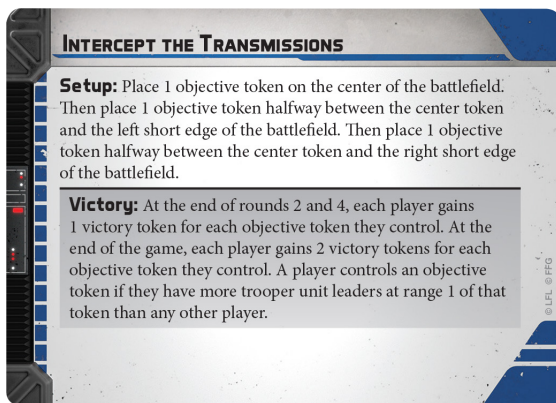 INTERCEPT THE TRANSMISSIONS
Setup: Place 1 objective token on the center of the battlefield.
Then place 1 objective token halfway between the center token
and the left short edge of the battlefield. Then place 1 objective
token halfway between the center token and the right short edge
of the battlefield.
Victory: At the end of rounds 2 and 4, each player gains
1 victory token for each objective token they control. At the
end of the game, each player gains 2 victory tokens for each
objective token they control. A player controls an objective
token if they have more trooper unit leaders at range 1 of that
token than any other player.
© LFL © FFG